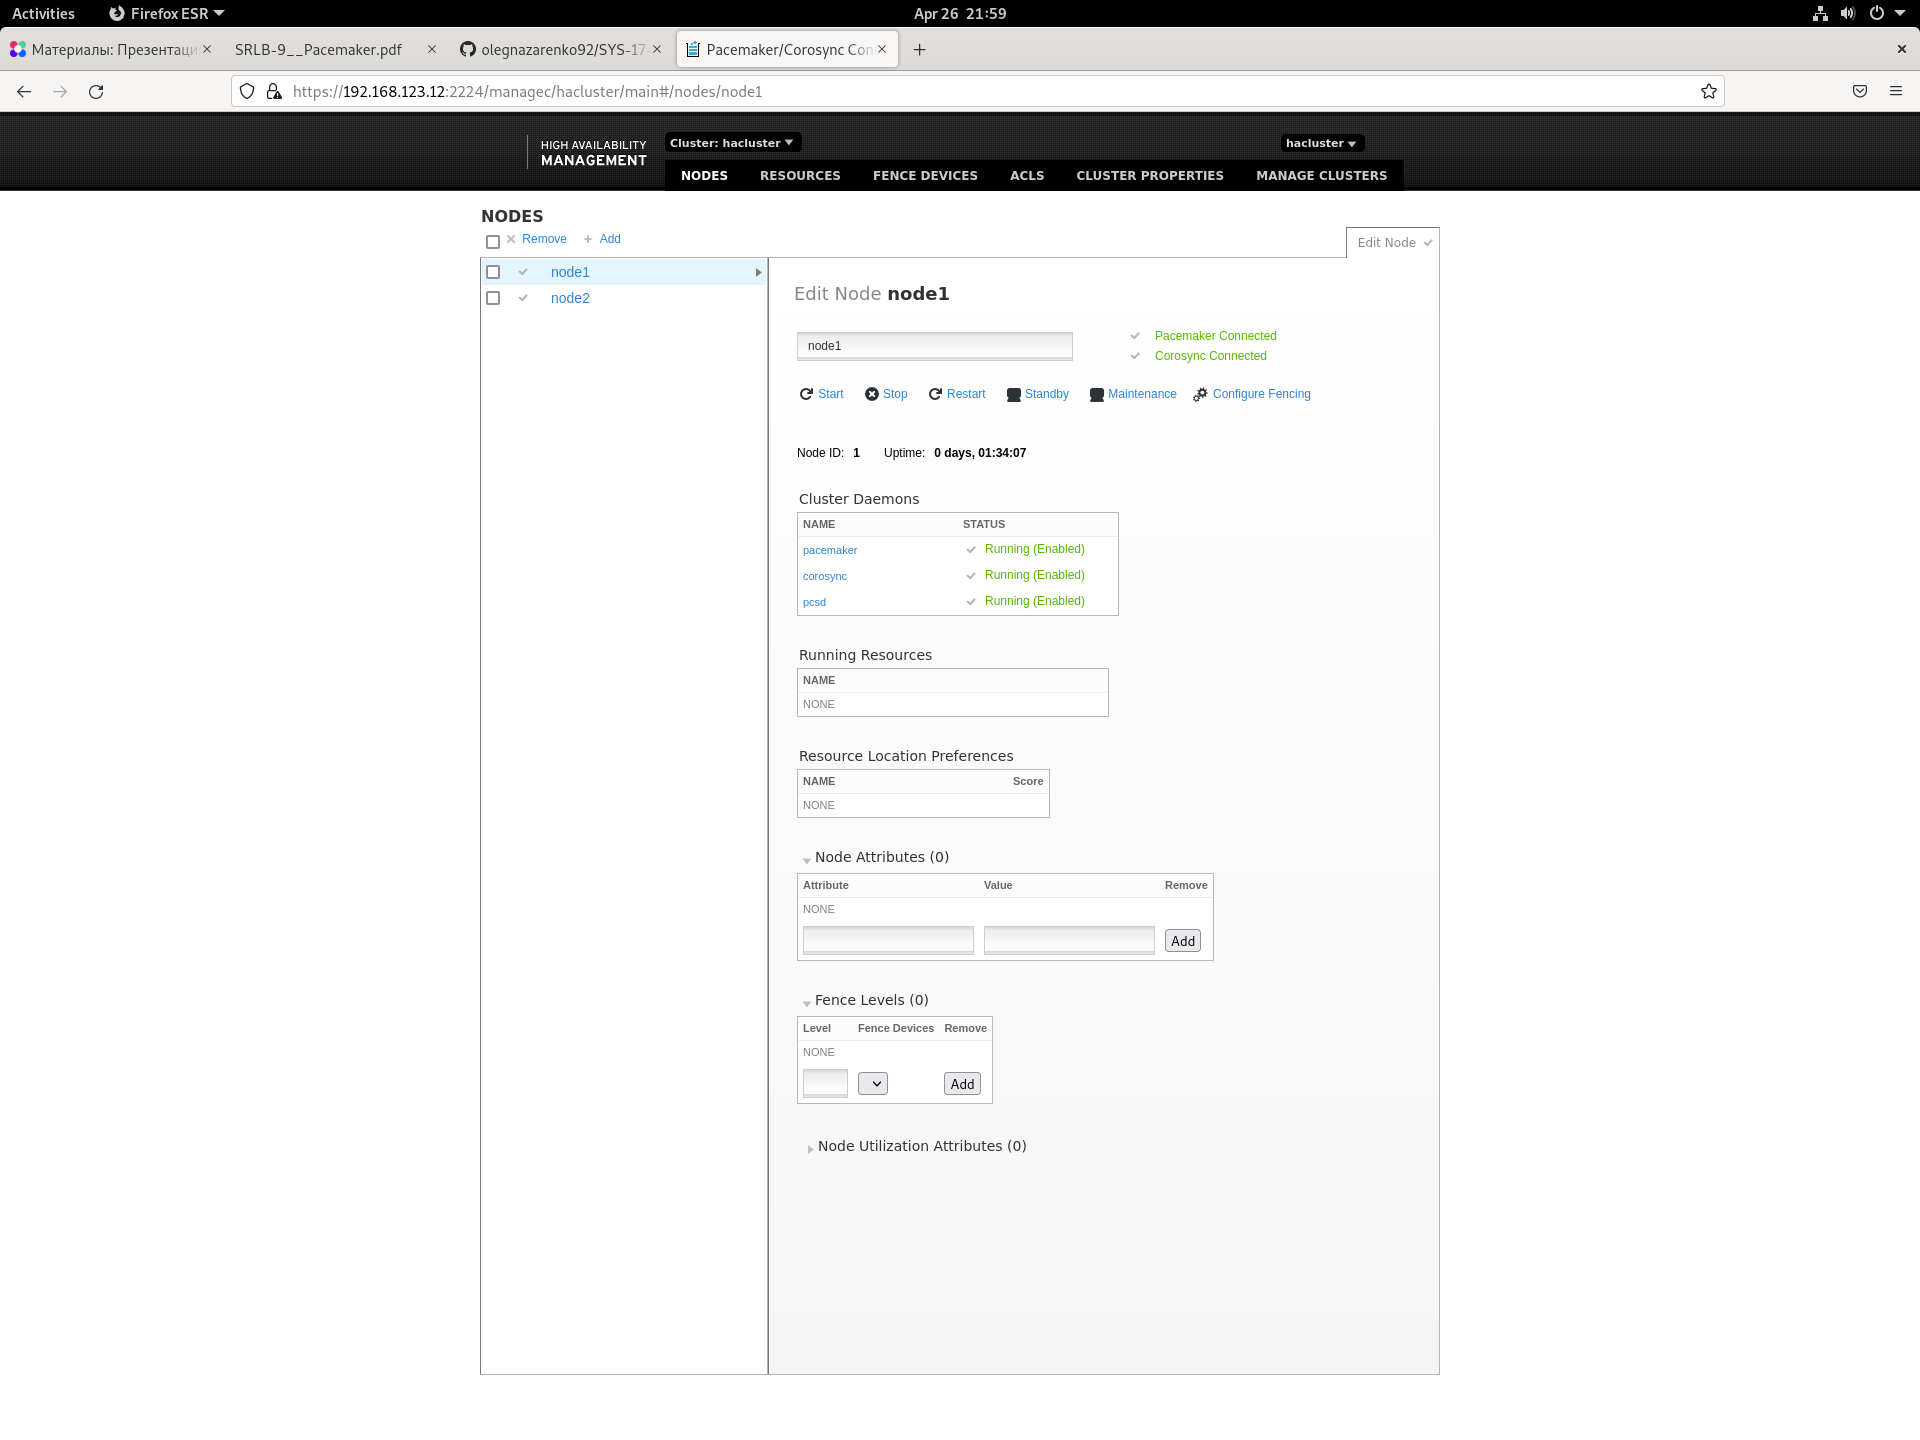 Activities
Firefox ESR
Apr 26 21:59
Материалы: Презентаци
SRLB-9__Pacemaker.pdf
olegnazarenko92/SYS-17
Pacemaker/Corosync Con
https://192.168.123.12:2224/managec/hacluster/main#/nodes/node1
HIGH AVAILABILITY
MANAGEMENT
Cluster: hacluster
hacluster
NODES RESOURCES FENCE DEVICES ACLS CLUSTER PROPERTIES MANAGE CLUSTERS
NODES
Remove Add
Edit Node
node1
node2
Edit Node node1
node1
Pacemaker Connected
Corosync Connected
Start Stop Restart Standby Maintenance Configure Fencing
Node ID: 1 Uptime: 0 days, 01:34:07
Cluster Daemons
NAME STATUS
pacemaker Running (Enabled)
corosync Running (Enabled)
pcsd Running (Enabled)
Running Resources
NAME
NONE
Resource Location Preferences
NAME Score
NONE
Node Attributes (0)
Attribute Value Remove
NONE
Add
Fence Levels (0)
Level Fence Devices Remove
NONE
Add
Node Utilization Attributes (0)